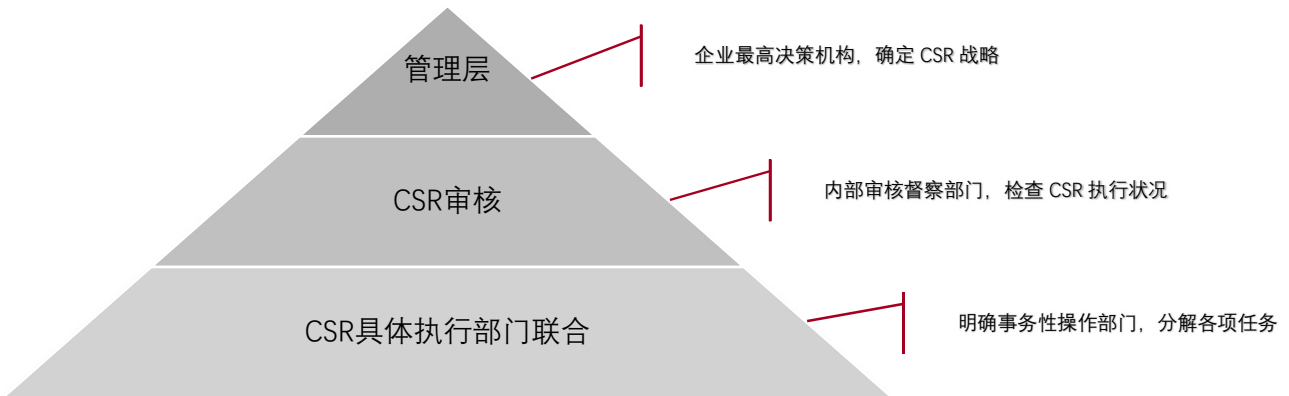 管理层
企业最高决策机构，确定 CSR 战略
CSR审核
内部审核督察部门，检查 CSR 执行状况
CSR具体执行部门联合
明确事务性操作部门，分解各项任务